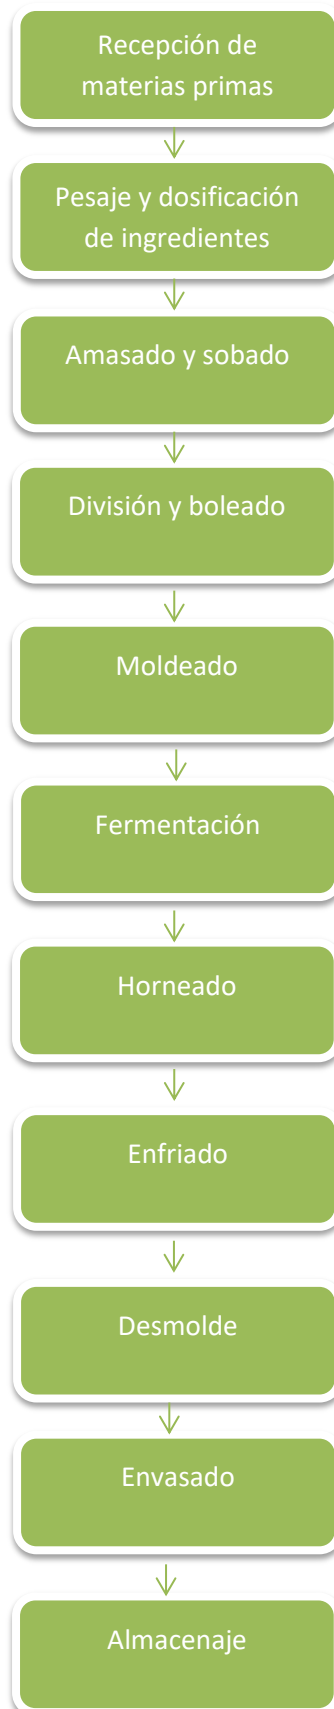 Recepción de
materias primas
Pesaje y dosificación
de ingredientes
Amasado y sobado
División y boleado
Moldeado
Fermentación
Horneado
Enfriado
Desmolde
Envasado
Almacenaje